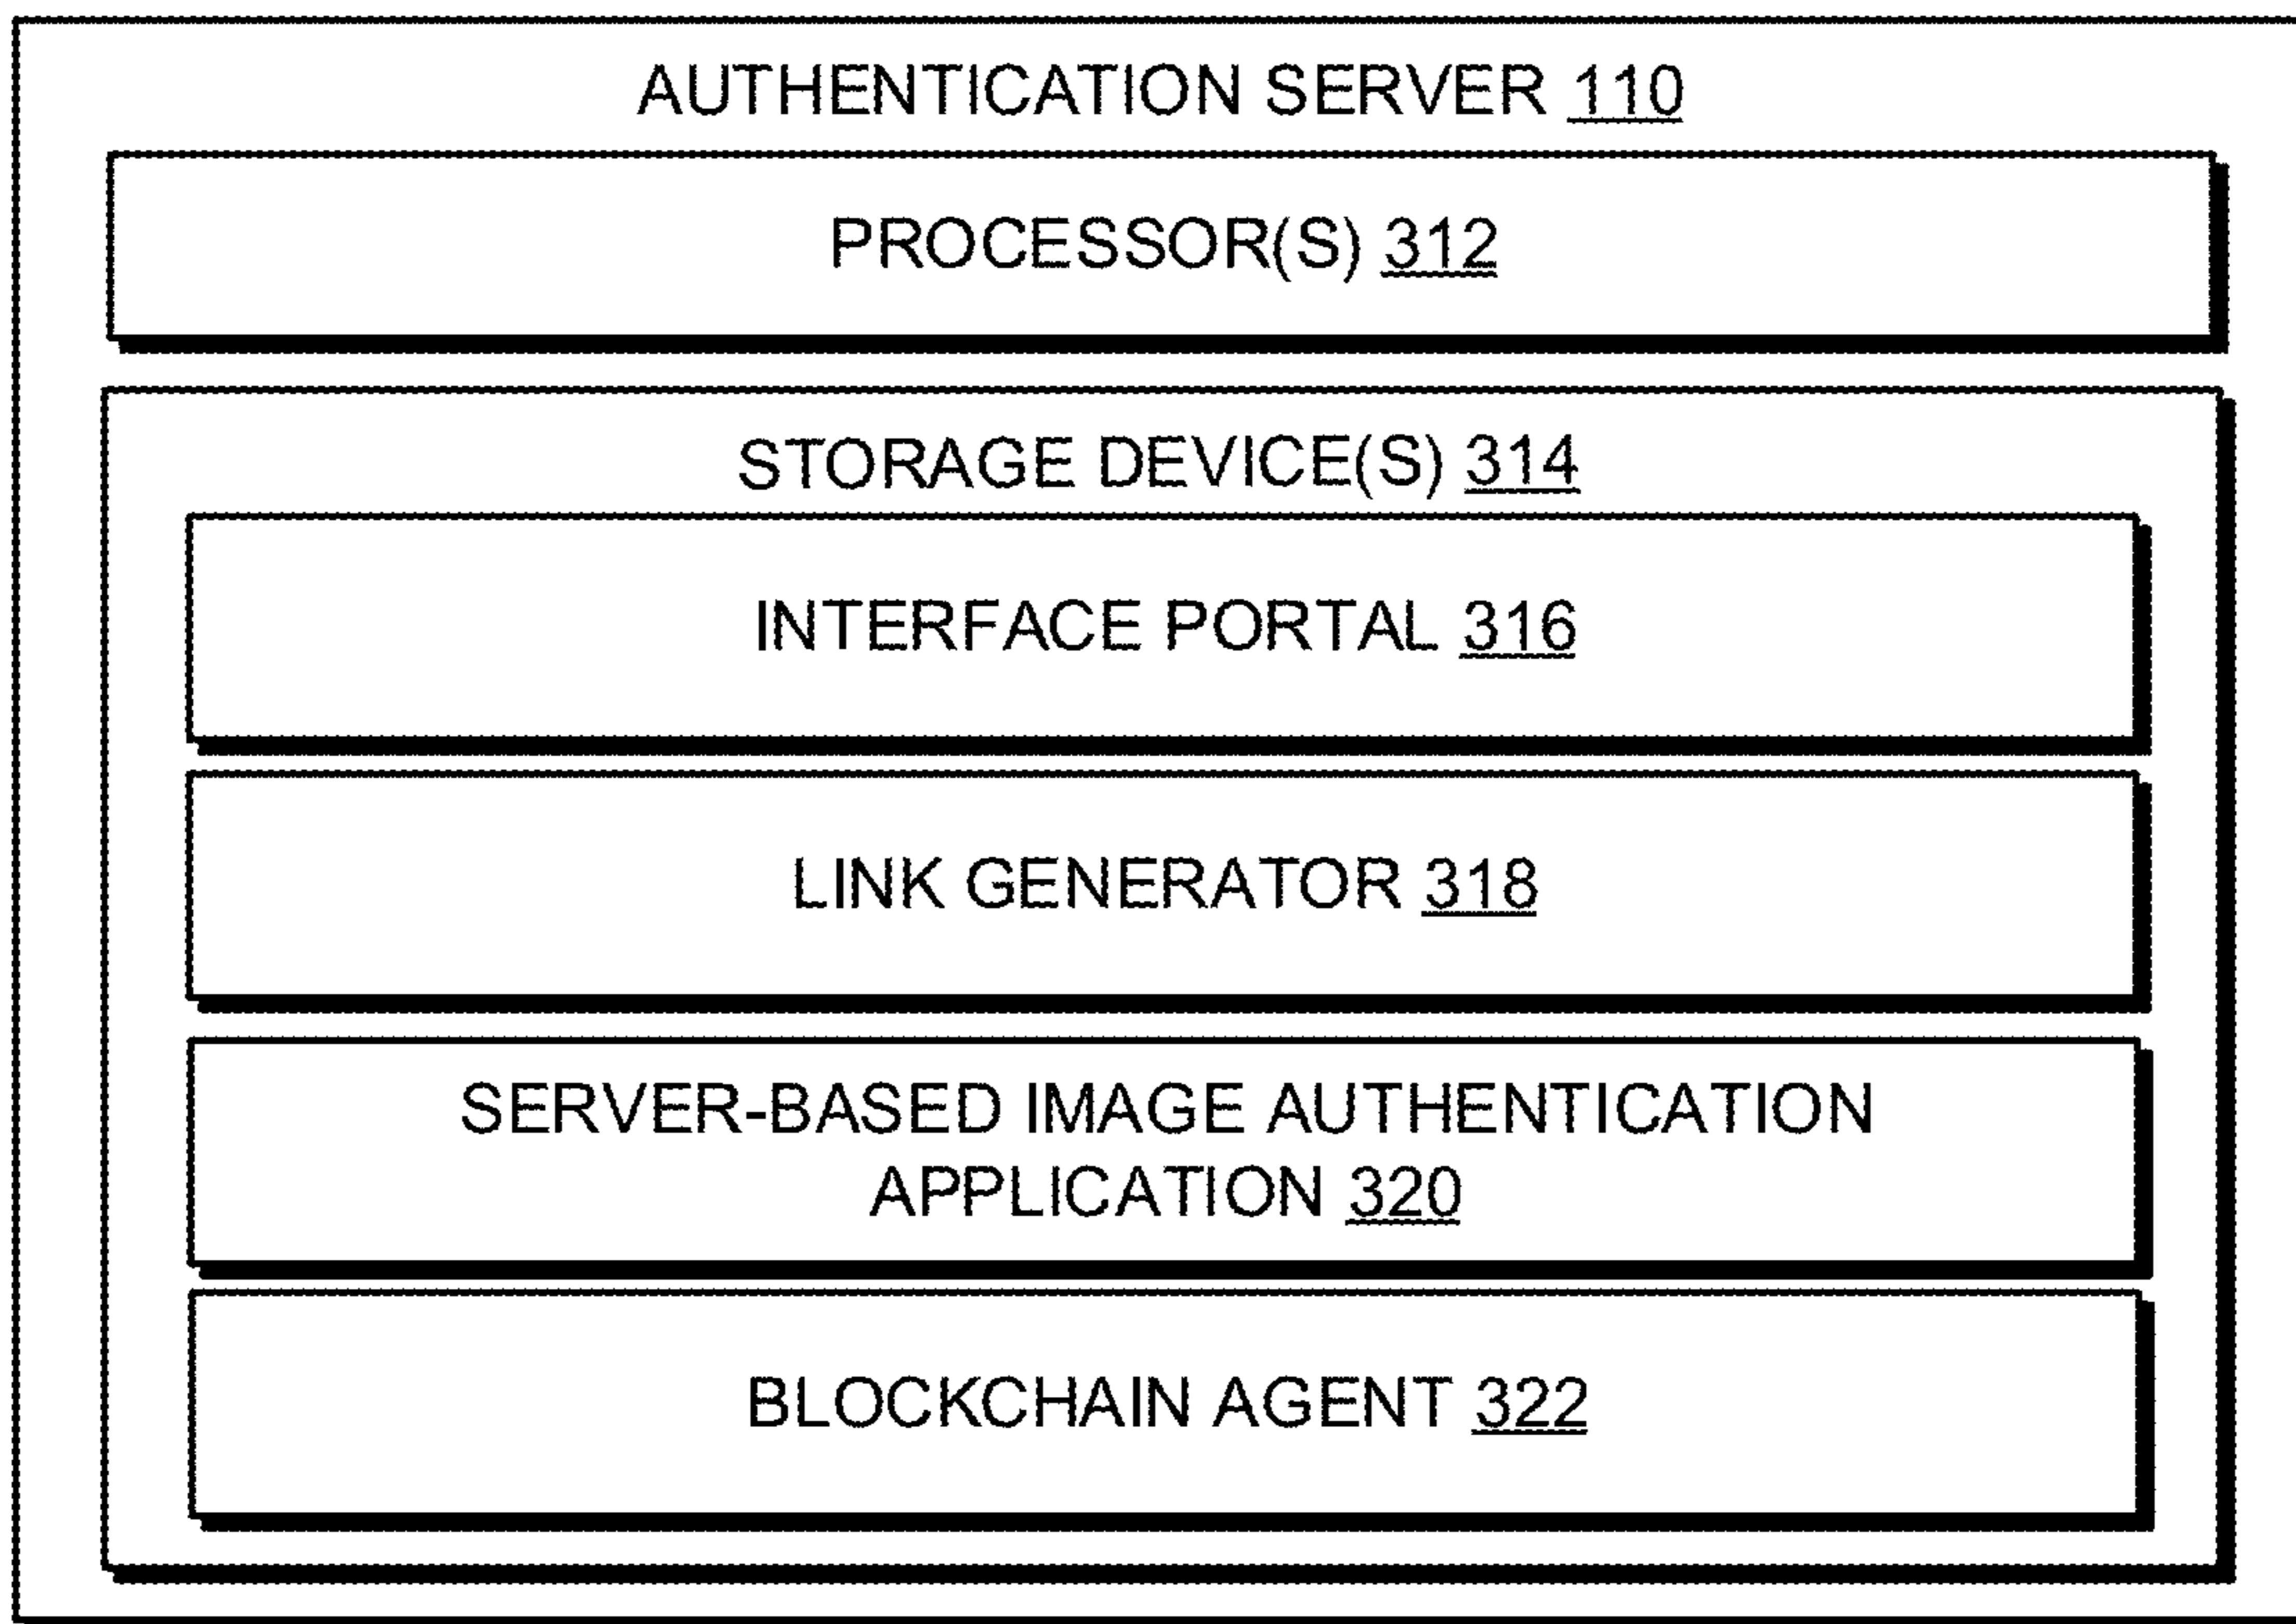 AUTHENTICATION SERVER 110
PROCESSOR(S) 312
STORAGE DEVICE(S) 314
INTERFACE PORTAL 316
LINK GENERATOR 318
SERVER-BASED IMAGE AUTHENTICATION
APPLICATION 320
BLOCKCHAIN AGENT 322